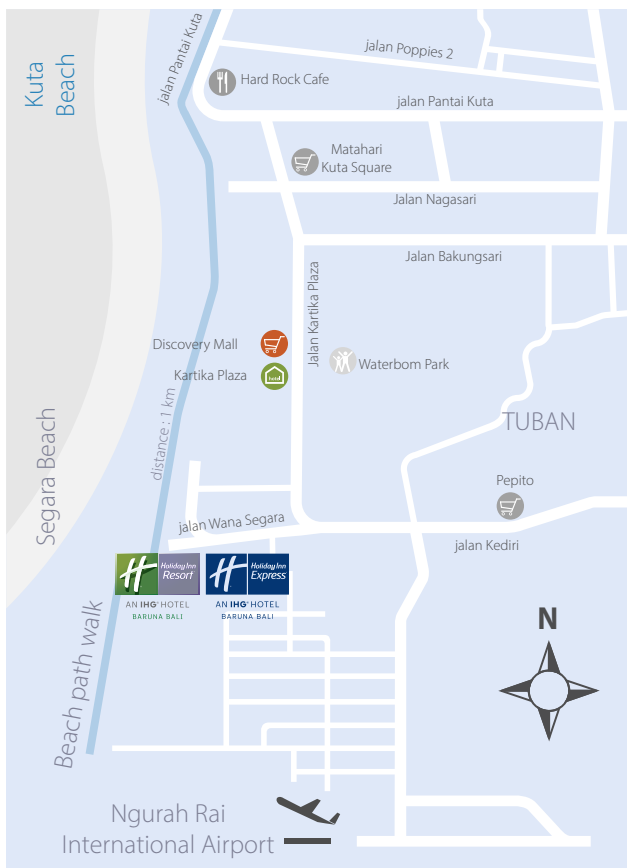 jalan Pantai Kuta
jalan Poppies 2
Kuta
Beach
Hard Rock Cafe
jalan Pantai Kuta
Matahari
Kuta Square
Jalan Nagasari
Jalan Bakungsari
Jalan Kartika Plaza
Discovery Mall
Waterbom Park
Kartika Plaza
hotel
distance : 1 km
TUBAN
Segara Beach
Pepito
jalan Wana Segara
jalan Kediri
H
Holiday Inn
Resort
AN IHG® HOTEL
BARUNA BALI
H
Holiday Inn
Express
AN IHG® HOTEL
BARUNA BALI
Beach path walk
N
Ngurah Rai
International Airport